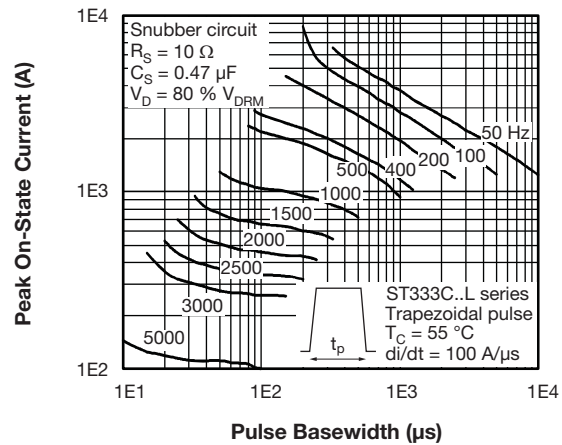 1E4
Snubber circuit
R_S = 10 Ω
C_S = 0.47 µF
V_D = 80 % V_DRM
50 Hz
100
200
400
500
1E3
1000
1500
2000
2500
3000
5000
ST333C..L series
Trapezoidal pulse
T_C = 55 °C
di/dt = 100 A/µs
t_p
1E2
1E1
1E2
1E3
1E4
Peak On-State Current (A)
Pulse Basewidth (µs)